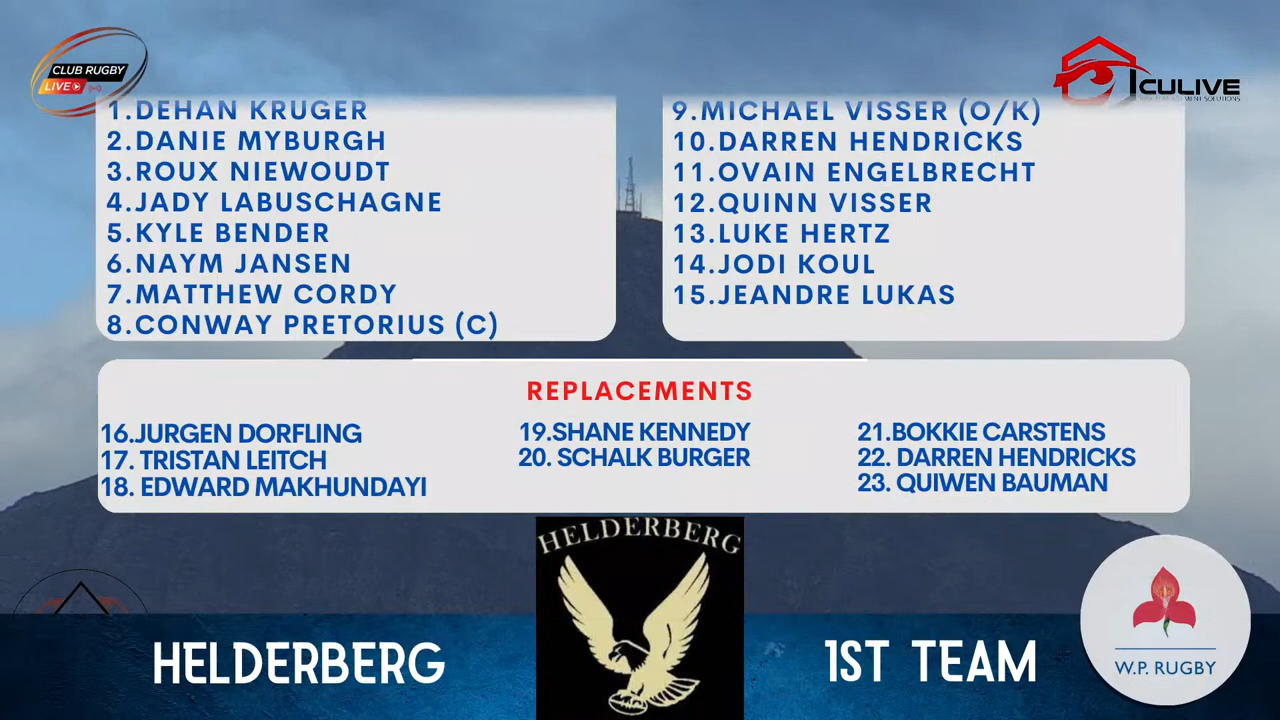 CLUB RUGBY
LIVE
CULIVE
1.DEHAN KRUGER
2.DANIE MYBURGH
3.ROUX NIEWOUDT
4.JADY LABUSCHAGNE
5.KYLE BENDER
6.NAYM JANSEN
7.MATTHEW CORDY
8.CONWAY PRETORIUS (C)
9.MICHAEL VISSER (O/K)
10.DARREN HENDRICKS
11.OVAIN ENGELBRECHT
12.QUINN VISSER
13.LUKE HERTZ
14.JODI KOUL
15.JEANDRE LUKAS
REPLACEMENTS
16.JURGEN DORFLING
17. TRISTAN LEITCH
18. EDWARD MAKHUNDAYI
19.SHANE KENNEDY
20. SCHALK BURGER
21.BOKKIE CARSTENS
22. DARREN HENDRICKS
23. QUIWEN BAUMAN
HELDERBERG
HELDERBERG
1ST TEAM
W.P. RUGBY